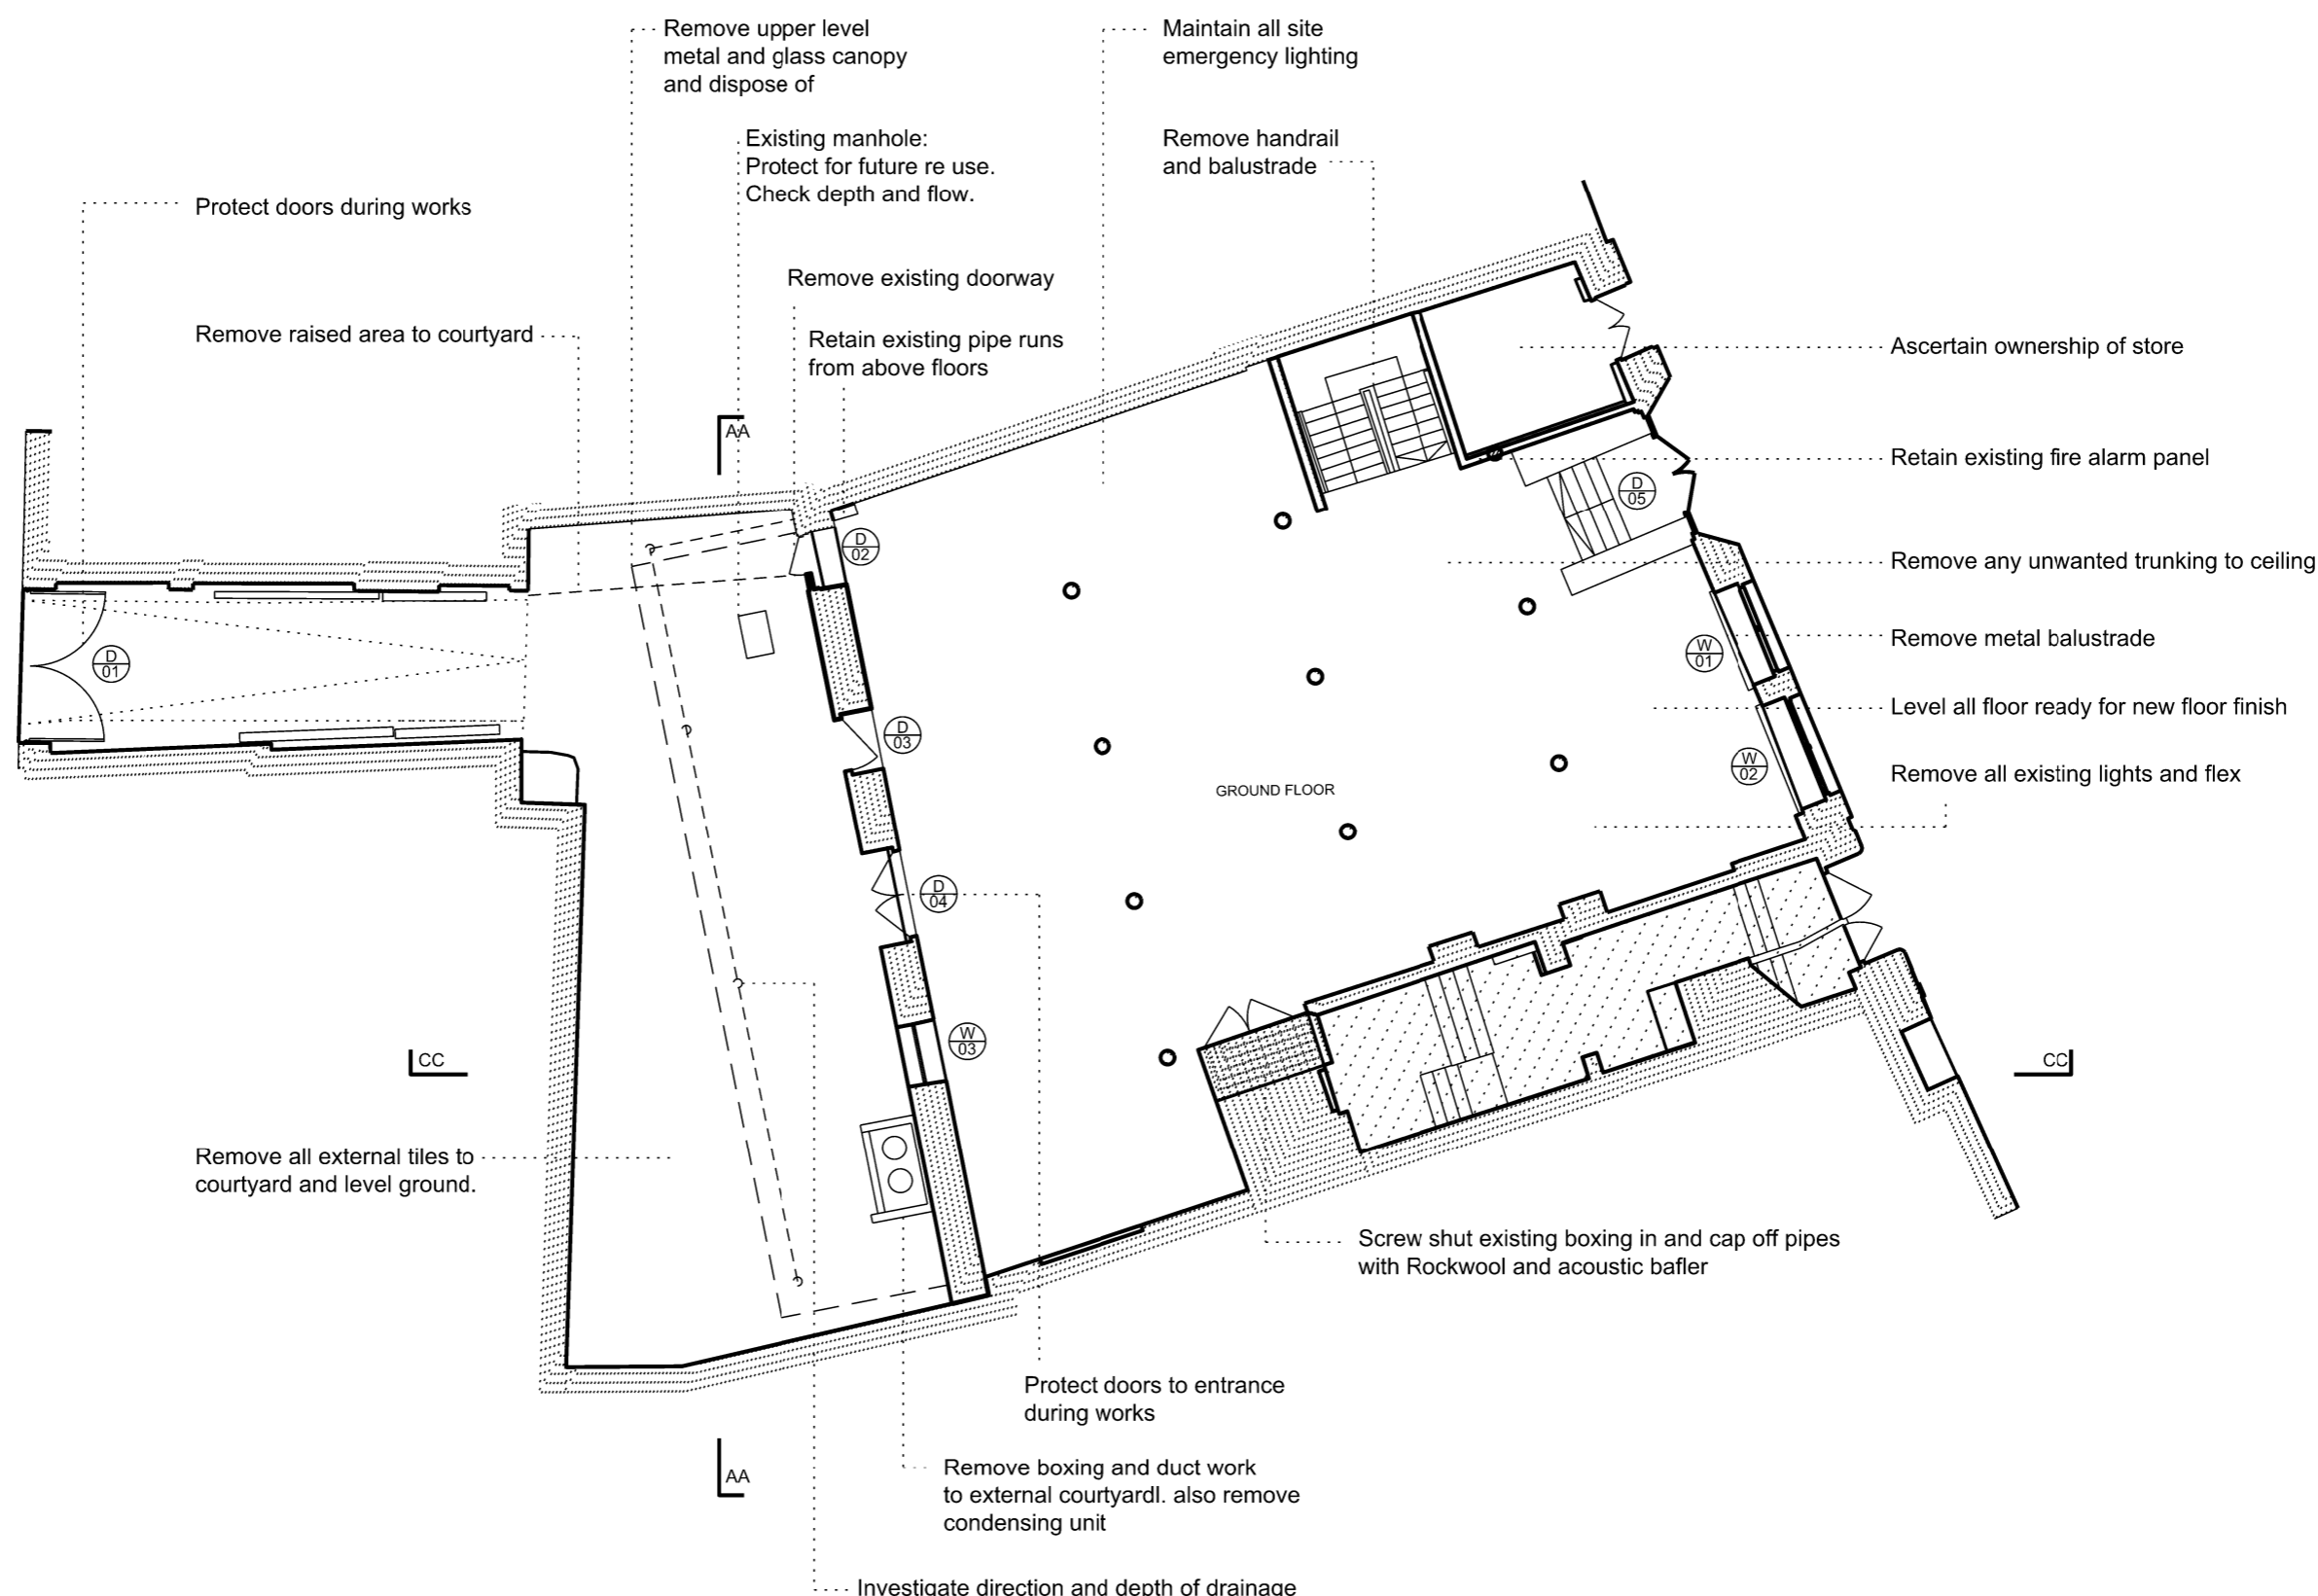 Remove upper level
metal and glass canopy
and dispose of
Maintain all site
emergency lighting
Existing manhole:
Protect for future re use.
Check depth and flow.
Remove handrail
and balustrade
Protect doors during works
Remove existing doorway
Remove raised area to courtyard
Retain existing pipe runs
from above floors
Ascertain ownership of store
AA
Retain existing fire alarm panel
D
05
D
02
Remove any unwanted trunking to ceiling
Remove metal balustrade
W
01
D
01
Level all floor ready for new floor finish
D
03
W
02
Remove all existing lights and flex
GROUND FLOOR
D
04
W
03
CC
CC
Remove all external tiles to
courtyard and level ground.
Screw shut existing boxing in and cap off pipes
with Rockwool and acoustic bafler
Protect doors to entrance
during works
AA
Remove boxing and duct work
to external courtyardl. also remove
condensing unit
Investigate direction and depth of drainage